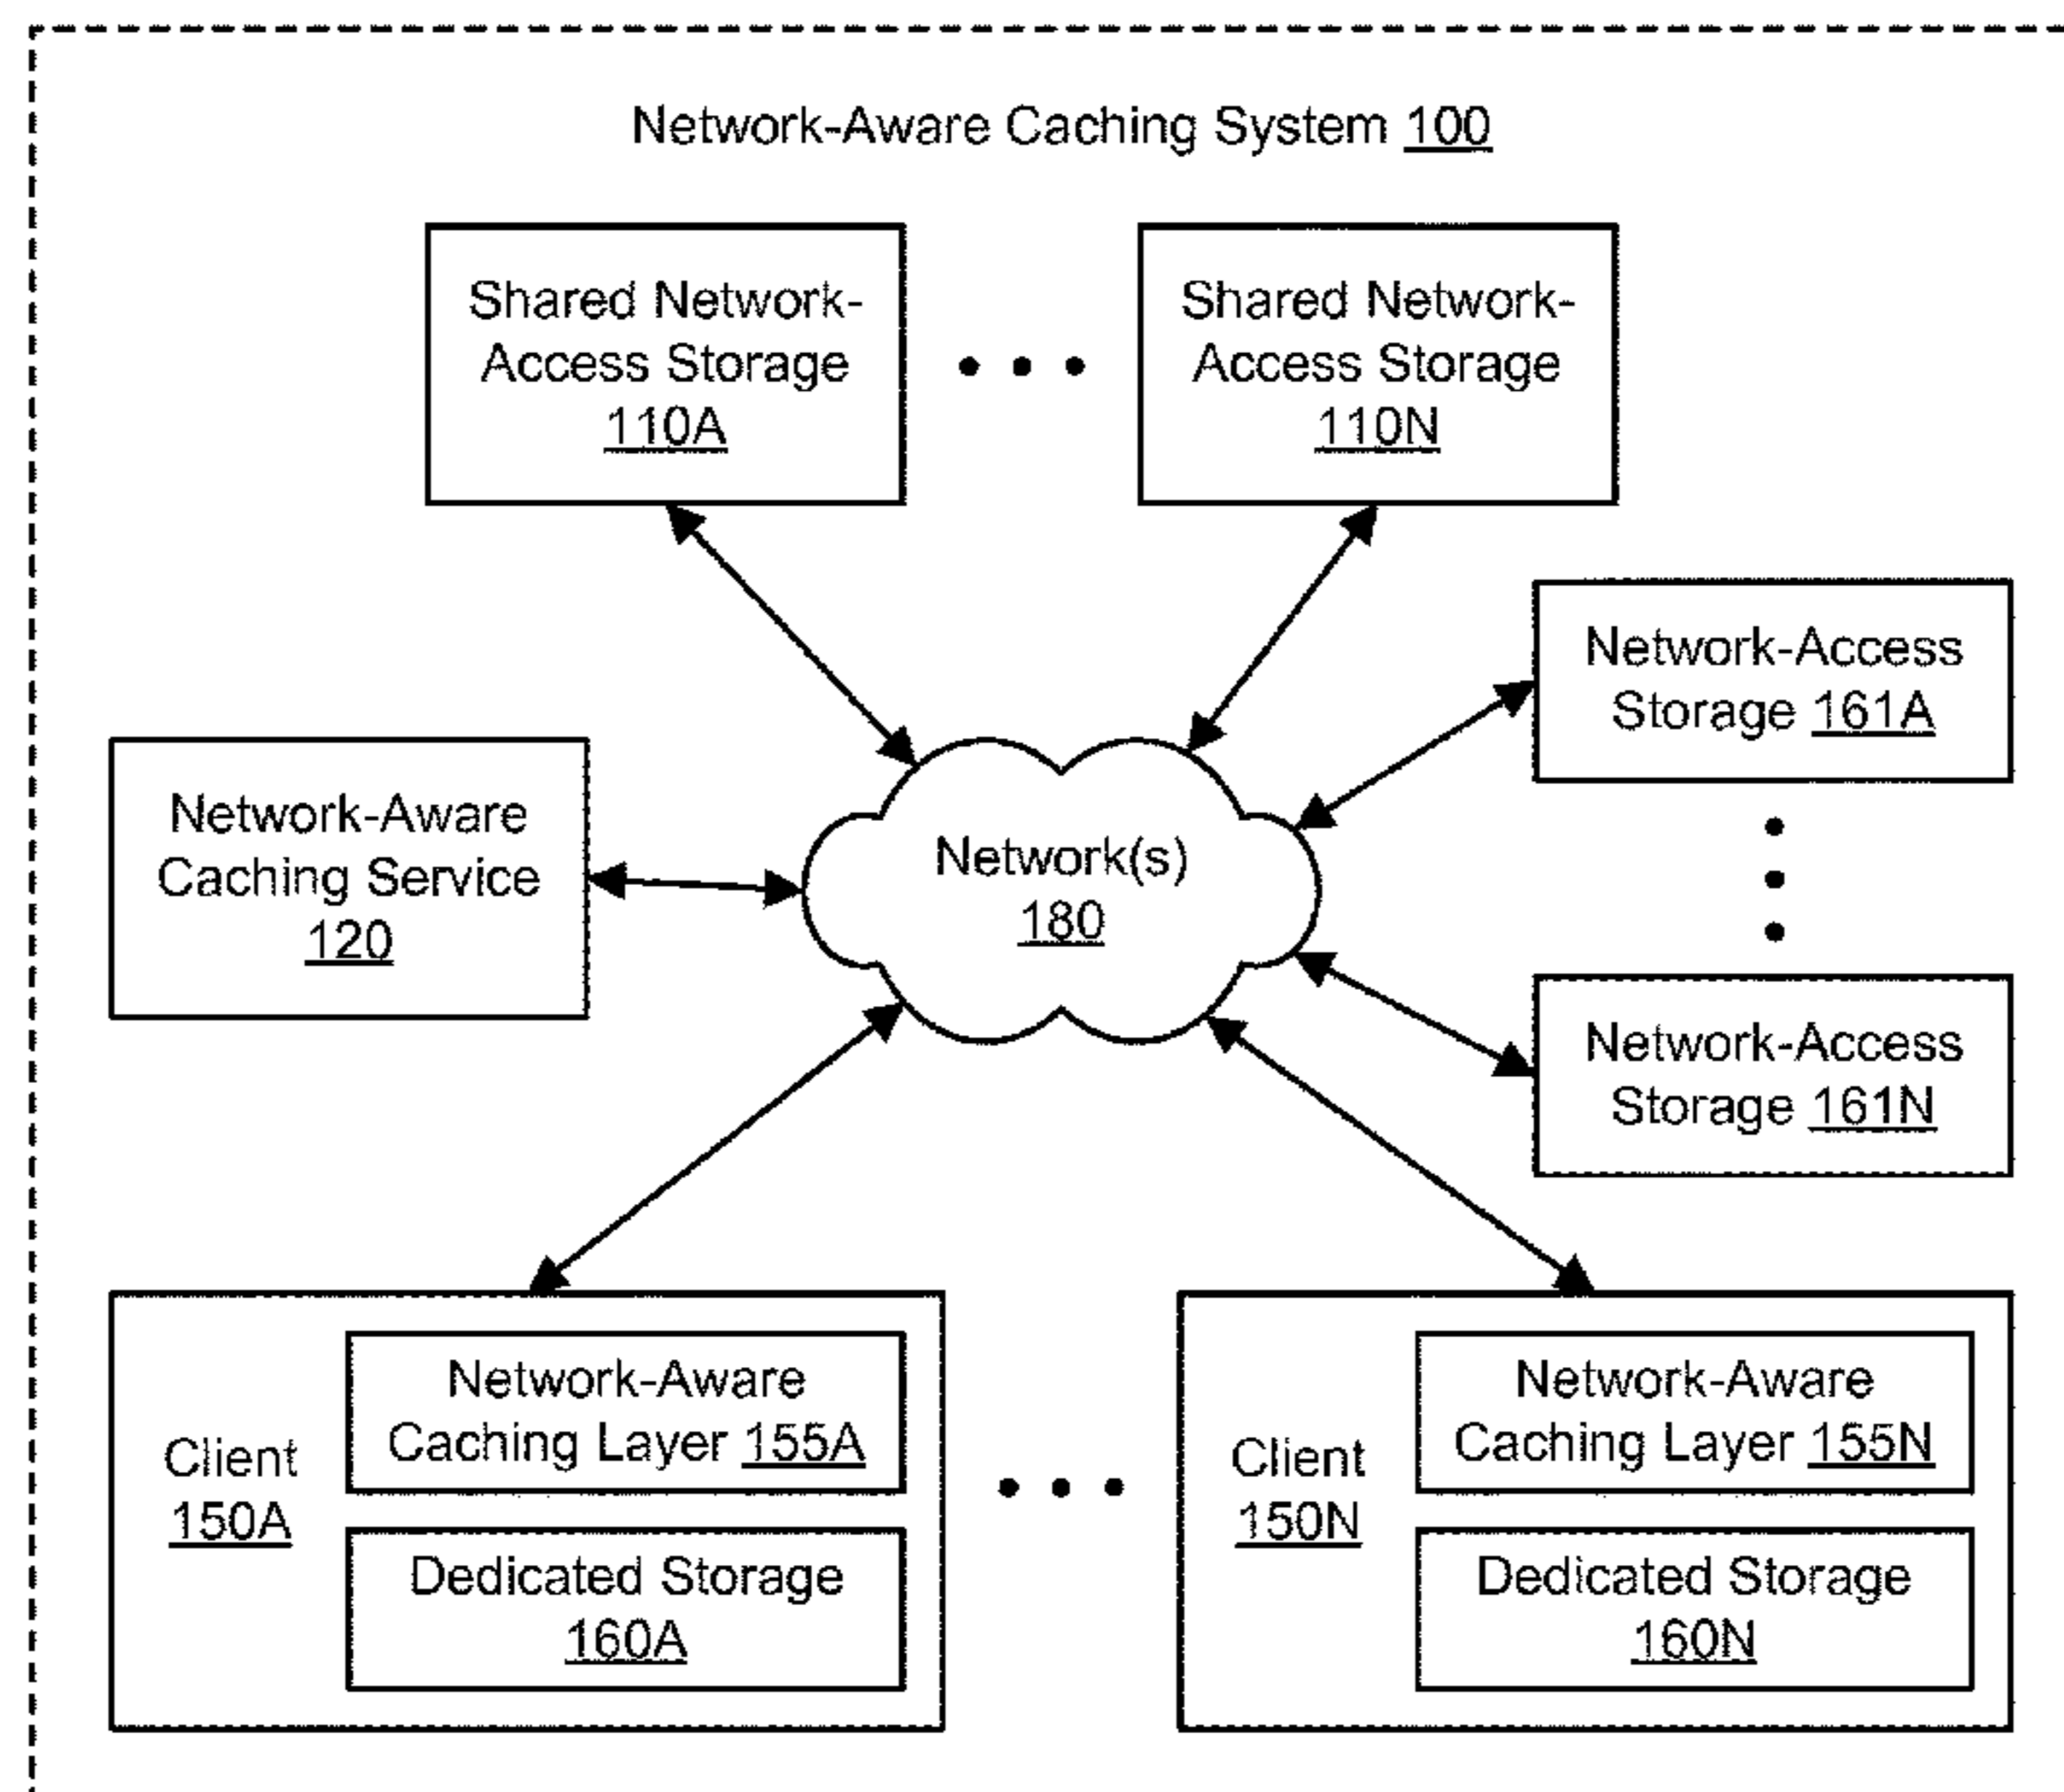 Network-Aware Caching System 100
Shared Network-
Access Storage
110A
Shared Network-
Access Storage
110N
Network-Access
Storage 161A
Network-Aware
Caching Service
120
Network(s)
180
Network-Access
Storage 161N
Client
150A
Network-Aware
Caching Layer 155A
Dedicated Storage
160A
Client
150N
Network-Aware
Caching Layer 155N
Dedicated Storage
160N